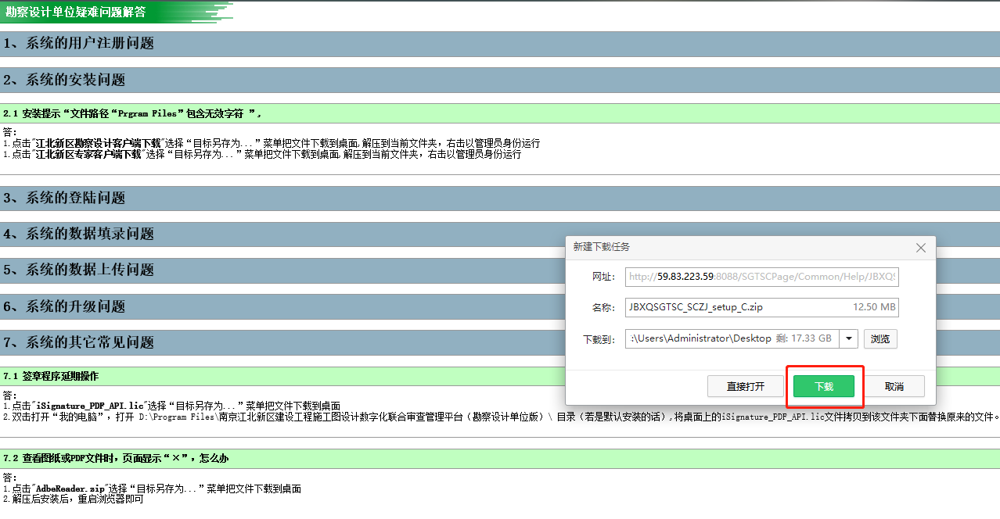 勘察设计单位疑难问题解答
1、系统的用户注册问题
2、系统的安装问题
2.1 安装提示“文件路径“Prgram Files”包含无效字符 ”，
答：
1.点击"江北新区勘察设计客户端下载"选择“目标另存为...”菜单把文件下载到桌面,解压到当前文件夹，右击以管理员身份运行
1.点击"江北新区专家客户端下载"选择“目标另存为...”菜单把文件下载到桌面,解压到当前文件夹，右击以管理员身份运行
3、系统的登陆问题
4、系统的数据填录问题
5、系统的数据上传问题
6、系统的升级问题
7、系统的其它常见问题
7.1 签章程序延期操作
答：
1.点击"iSignature_PDF_API.lic"选择“目标另存为...”菜单把文件下载到桌面
2.双击打开“我的电脑”，打开 D:\Program Files\南京江北新区建设工程施工图设计数字化联合审查管理平台（勘察设计单位版）\ 目录（若是默认安装的话）,将桌面上的iSignature_PDF_API.lic文件拷贝到该文件夹下面替换原来的文件。
7.2 查看图纸或PDF文件时，页面显示“×”，怎么办
答：
1.点击"AdbeReader.zip"选择“目标另存为...”菜单把文件下载到桌面
2.解压后安装后，重启浏览器即可
新建下载任务
网址： http://59.83.223.59:8088/SGTSCPage/Common/Help/JBXQS
名称： JBXQSGTSC_SCZJ_setup_C.zip 12.50 MB
下载到： :\Users\Administrator\Desktop 剩: 17.33 GB 浏览
直接打开 下载 取消